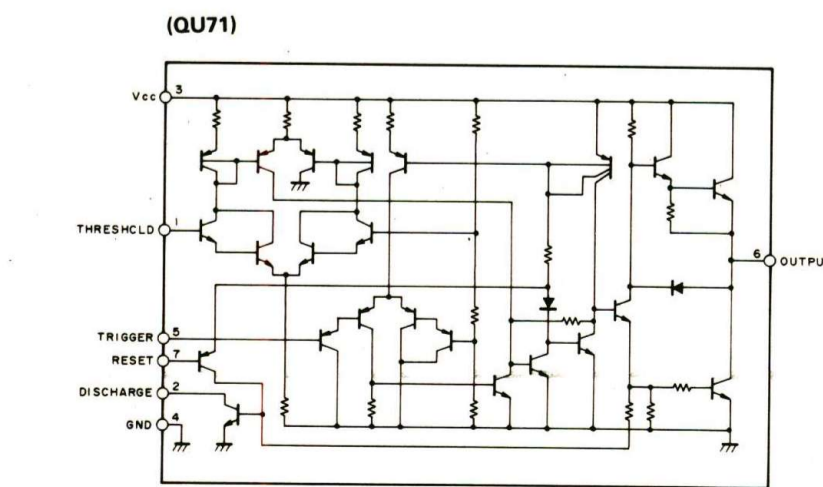 (QU71)
Vcc 3
THRESHCLD 1
6 OUTPU
TRIGGER 5
RESET 7
DISCHARGE 2
GND 4